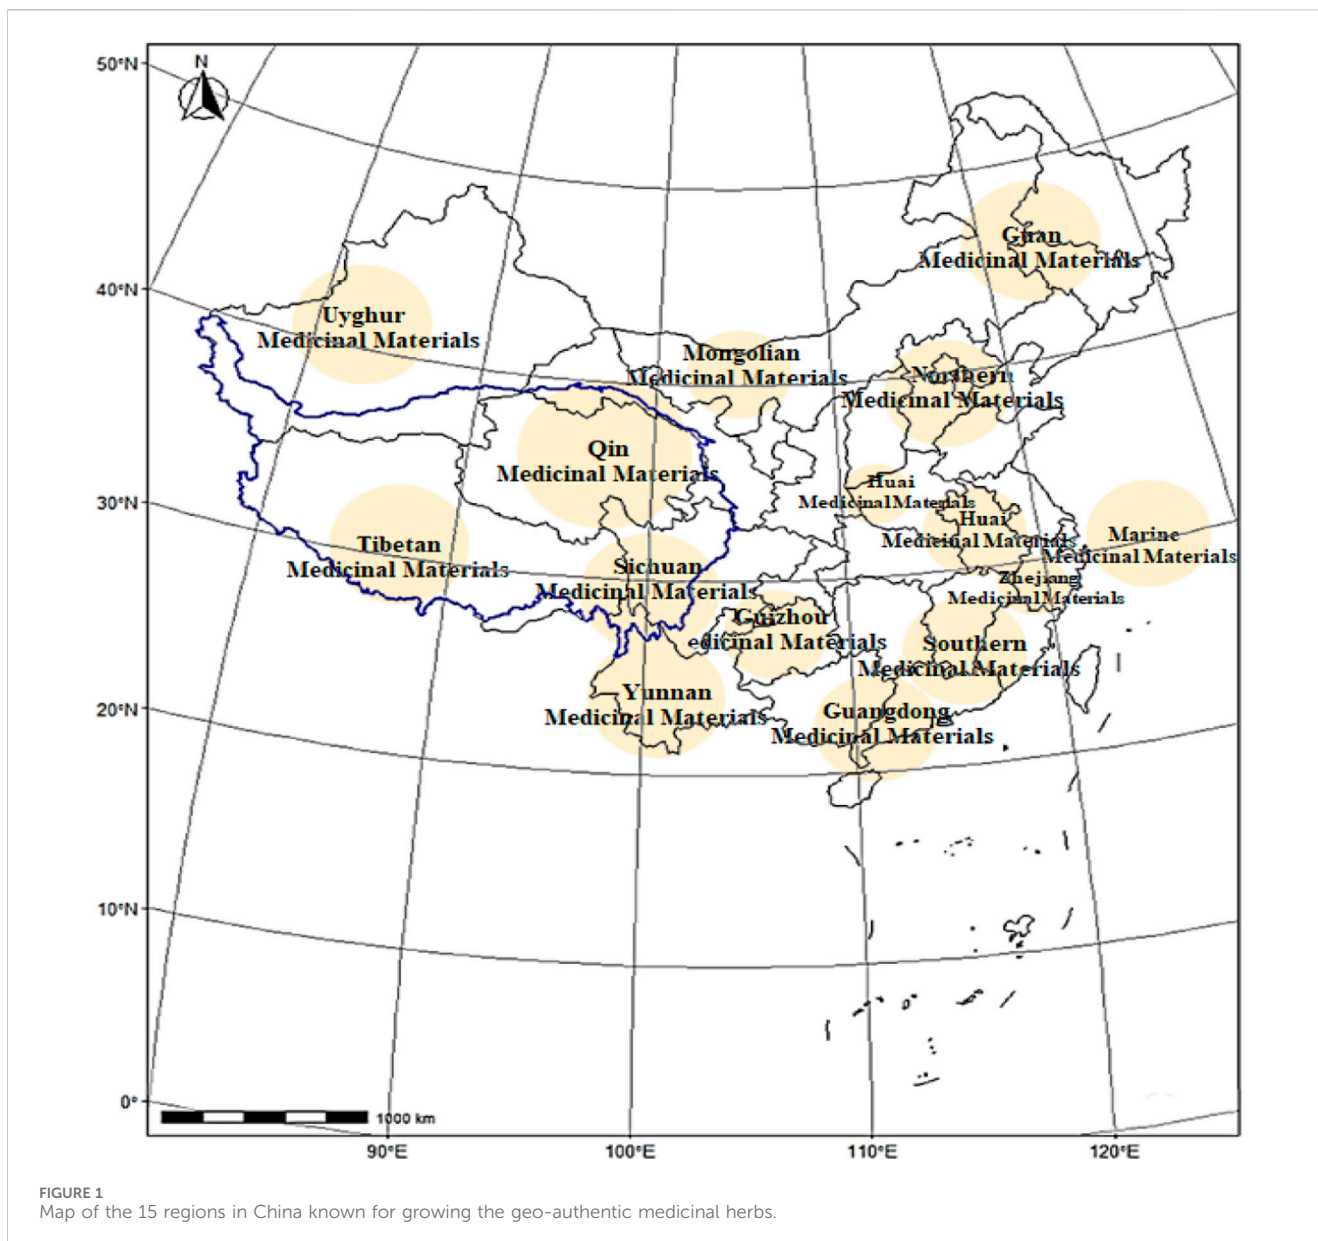 50°N
N
Guan
Medicinal Materials
40°N
Uyghur
Medicinal Materials
Mongolian
Medicinal Materials
Northern
Medicinal Materials
Qin
Medicinal Materials
30°N
Huai
Medicinal Materials
Huai
Medicinal Materials
Marine
Medicinal Materials
Tibetan
Medicinal Materials
Sichuan
Medicinal Materials
Zhejiang
Medicinal Materials
Guizhou
edicinal Materials
Southern
Medicinal Materials
20°N
Yunnan
Medicinal Materials
Guangdong
Medicinal Materials
10°N
0°
1000 km
90°E
100°E
110°E
120°E
FIGURE 1
Map of the 15 regions in China known for growing the geo-authentic medicinal herbs.